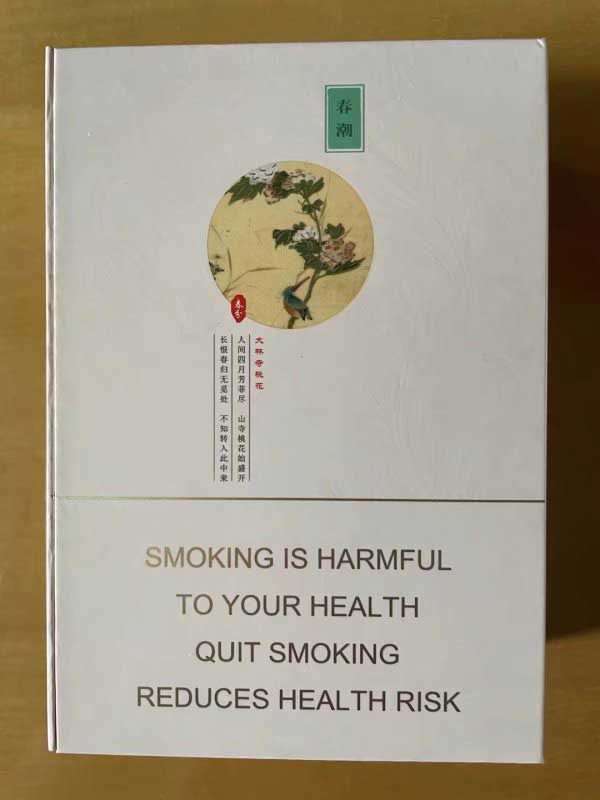 春潮
春分
大林寺桃花
人间四月芳菲尽 山寺桃花始盛开
长恨春归无觅处 不知转入此中来
SMOKING IS HARMFUL
TO YOUR HEALTH
QUIT SMOKING
REDUCES HEALTH RISK